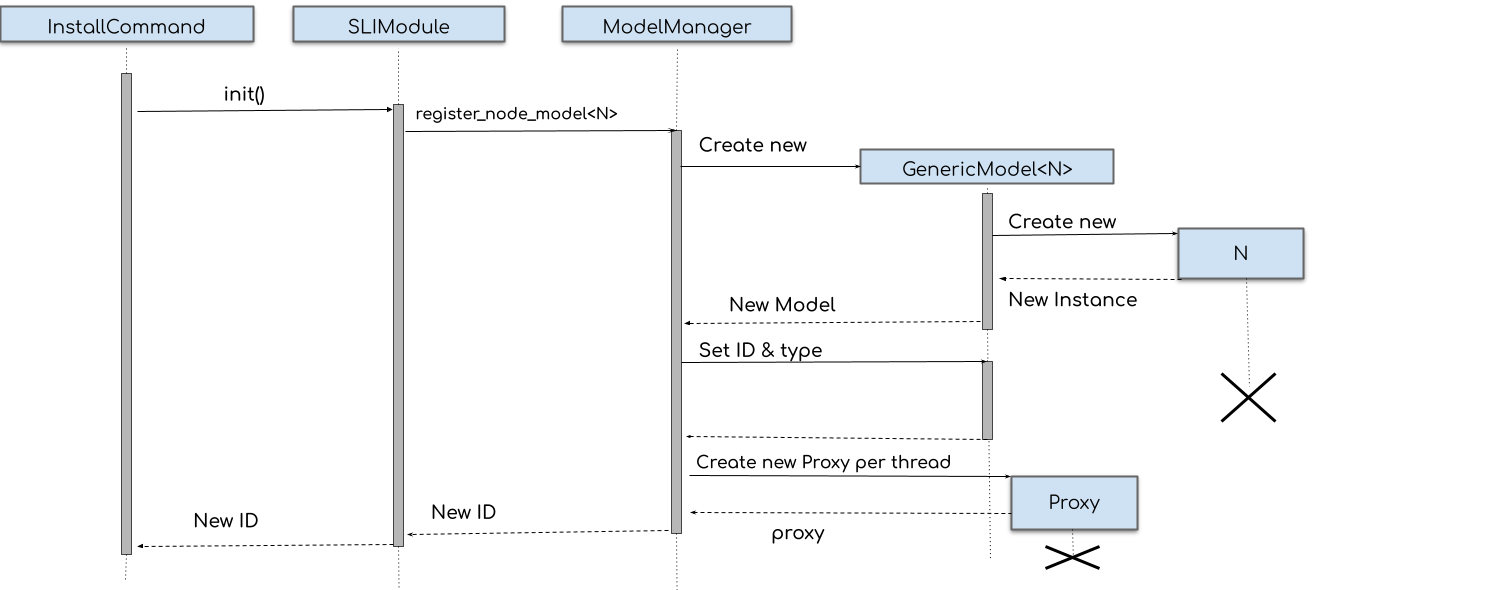 InstallCommand
SLIModule
ModelManager
init()
register_node_model<N>
Create new
GenericModel<N>
Create new
N
New Instance
New Model
Set ID & type
Create new Proxy per thread
Proxy
New ID
New ID
proxy